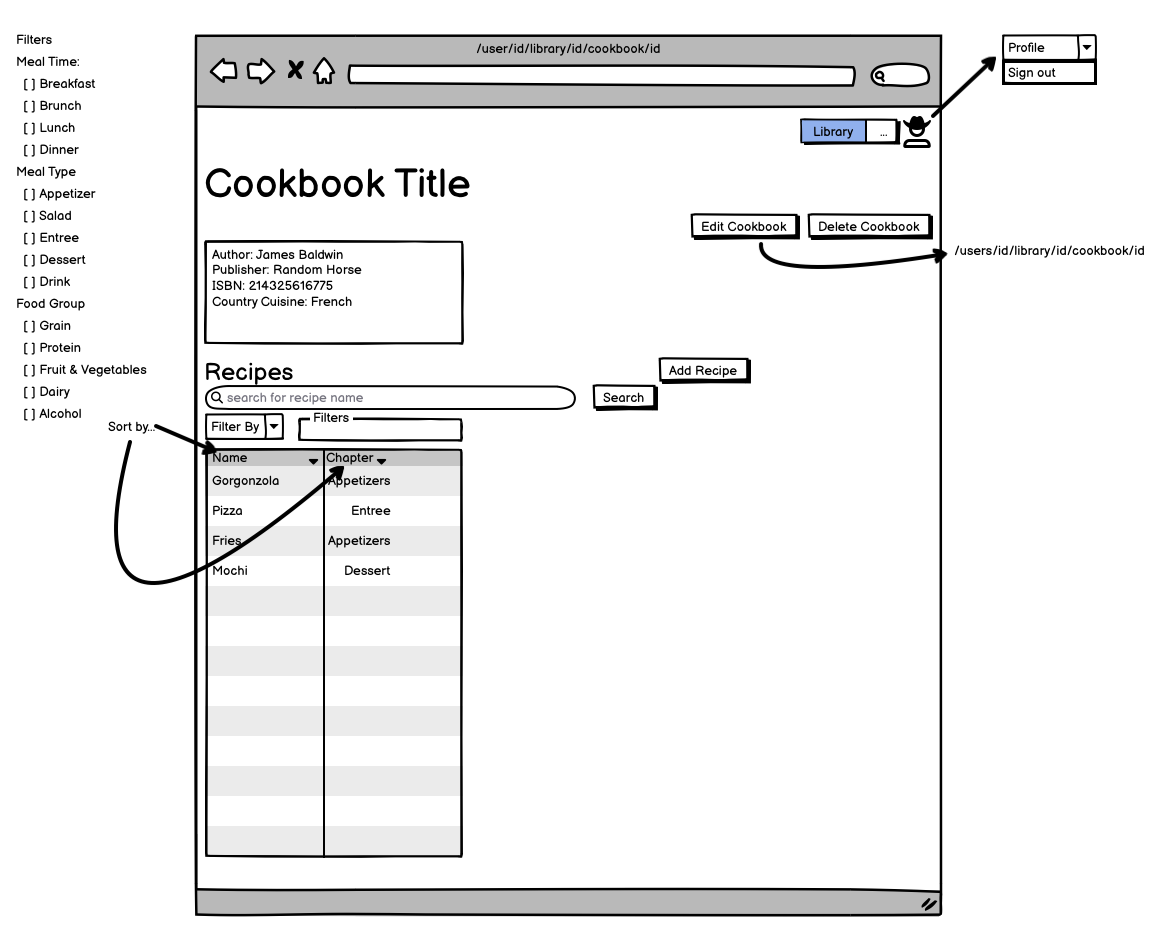 Filters
Meal Time:
[ ] Breakfast
[ ] Brunch
[ ] Lunch
[ ] Dinner
Meal Type
[ ] Appetizer
[ ] Salad
[ ] Entree
[ ] Dessert
[ ] Drink
Food Group
[ ] Grain
[ ] Protein
[ ] Fruit & Vegetables
[ ] Dairy
[ ] Alcohol
Sort by...
/user/id/library/id/cookbook/id
Profile
Sign out
Library ...
Cookbook Title
Edit Cookbook Delete Cookbook
/users/id/library/id/cookbook/id
Author: James Baldwin
Publisher: Random Horse
ISBN: 214325616775
Country Cuisine: French
Recipes
Add Recipe
search for recipe name Search
Filter By Filters
Name Chapter
Gorgonzola Appetizers
Pizza Entree
Fries Appetizers
Mochi Dessert